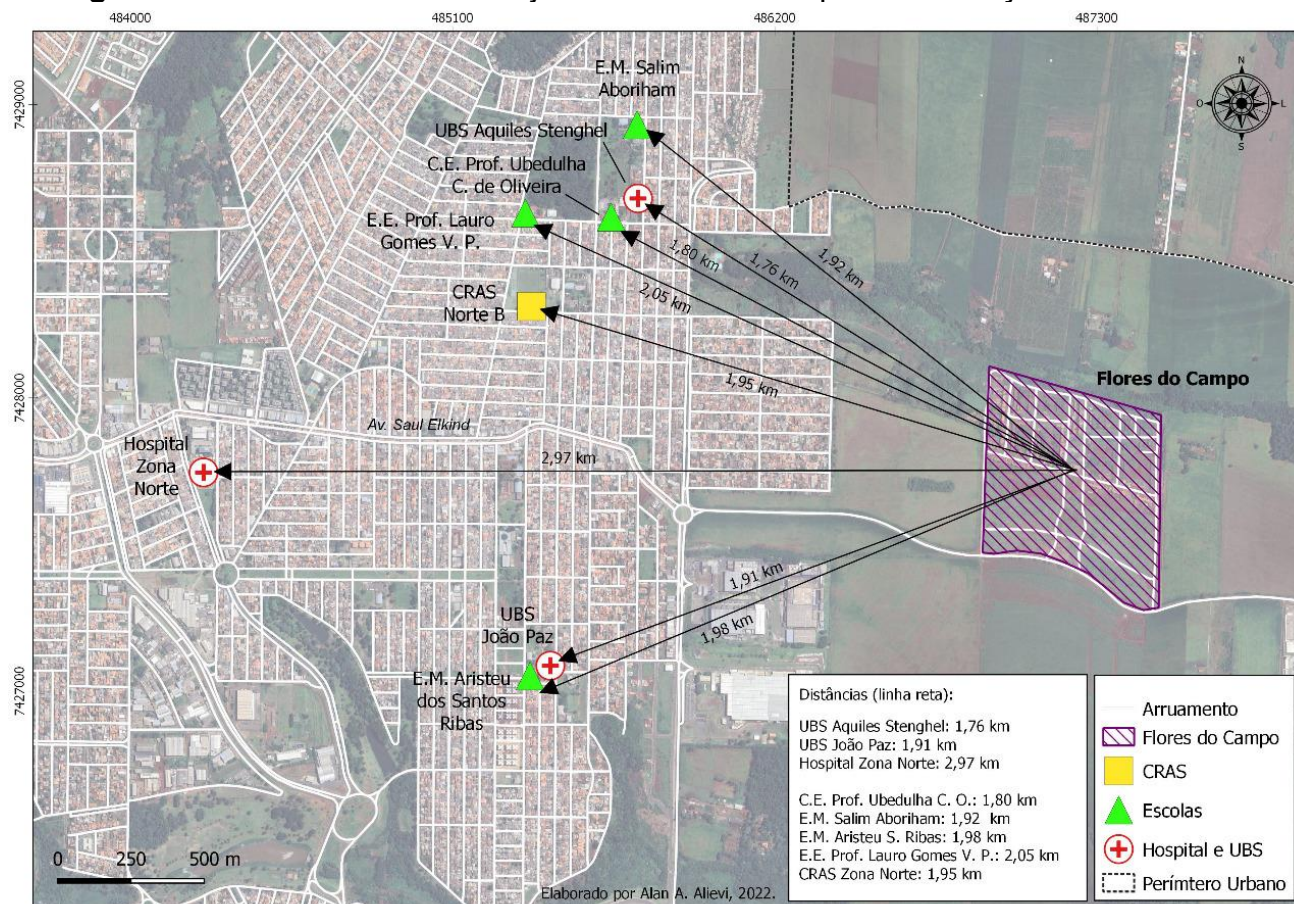 484000
485100
486200
487300
7429000
7428000
7427000
E.M. Salim
Aboriham
UBS Aquiles Stenghel
C.E. Prof. Ubedulha
C. de Oliveira
E.E. Prof. Lauro
Gomes V. P.
CRAS
Norte B
Av. Saul Elkind
Hospital
Zona
Norte
UBS
João Paz
E.M. Aristeu
dos Santos
Ribas
Flores do Campo
1,92 km
1,76 km
1,80 km
2,05 km
1,95 km
2,97 km
1,91 km
1,98 km
N
O
L
S
Distâncias (linha reta):
UBS Aquiles Stenghel: 1,76 km
UBS João Paz: 1,91 km
Hospital Zona Norte: 2,97 km
C.E. Prof. Ubedulha C. O.: 1,80 km
E.M. Salim Aboriham: 1,92 km
E.M. Aristeu S. Ribas: 1,98 km
E.E. Prof. Lauro Gomes V. P.: 2,05 km
CRAS Zona Norte: 1,95 km
Arruamento
Flores do Campo
CRAS
Escolas
Hospital e UBS
Perímtero Urbano
0 250 500 m
Elaborado por Alan A. Alievi, 2022.